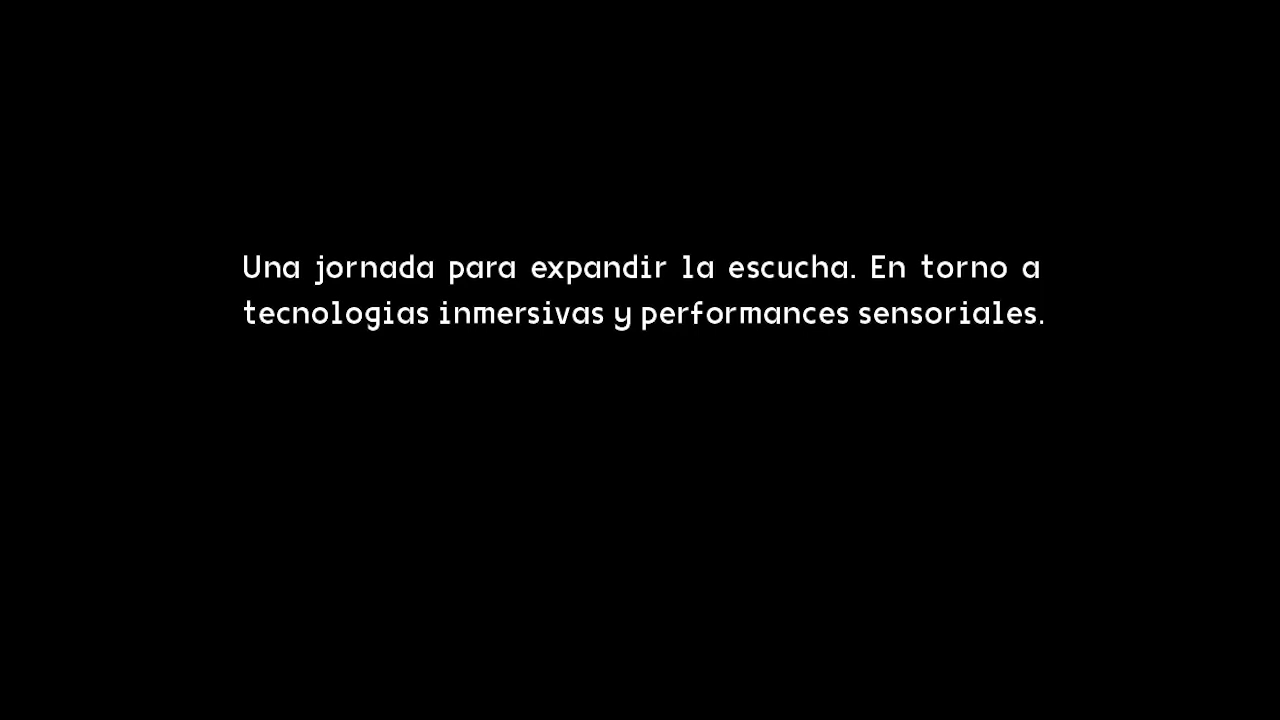 Una jornada para expandir la escucha. En torno a
tecnologias inmersivas y performances sensoriales.